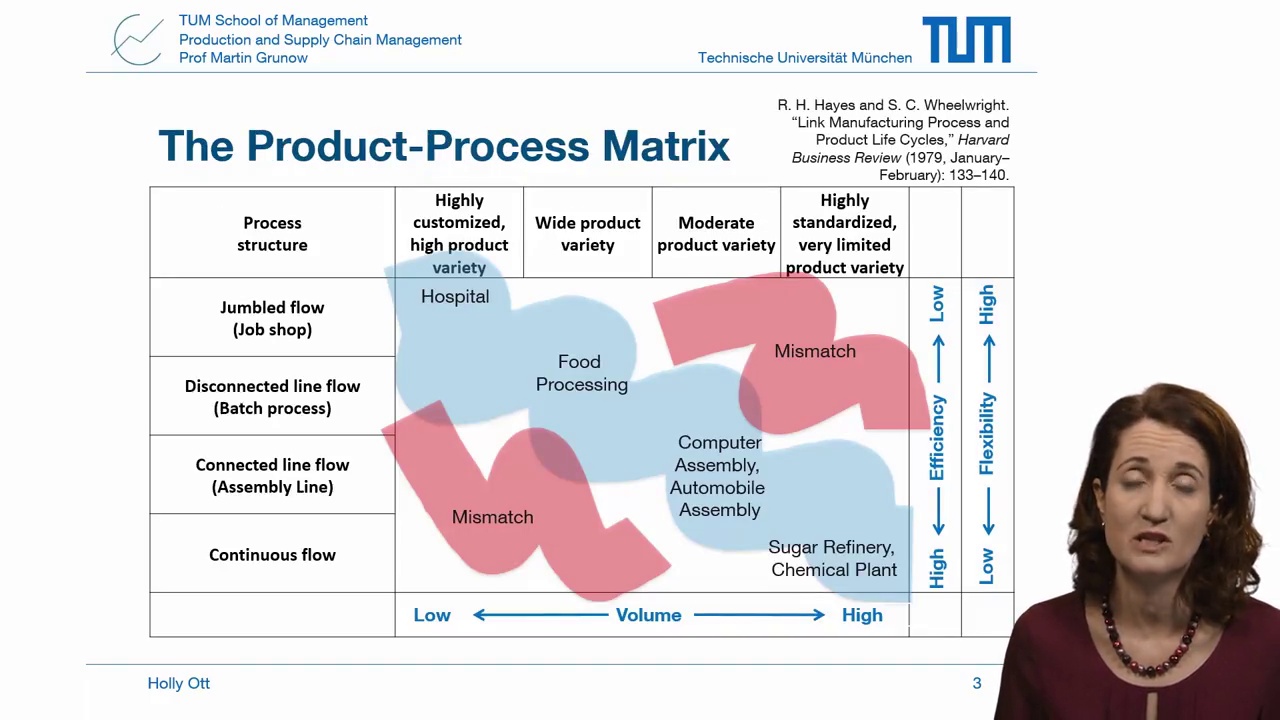 TUM School of Management
Production and Supply Chain Management
Prof Martin Grunow
Technische Universität München
TUM
R. H. Hayes and S. C. Wheelwright.
“Link Manufacturing Process and
Product Life Cycles,” Harvard
Business Review (1979, January–
February): 133–140.
The Product-Process Matrix
Process
structure
Highly
customized,
high product
variety
Wide product
variety
Moderate
product variety
Highly
standardized,
very limited
product variety
Jumbled flow
(Job shop)
Hospital
Disconnected line flow
(Batch process)
Food
Processing
Mismatch
Connected line flow
(Assembly Line)
Computer
Assembly,
Automobile
Assembly
Continuous flow
Mismatch
Sugar Refinery,
Chemical Plant
Low
Efficiency
High
High
Flexibility
Low
Low
Volume
High
Holly Ott
3